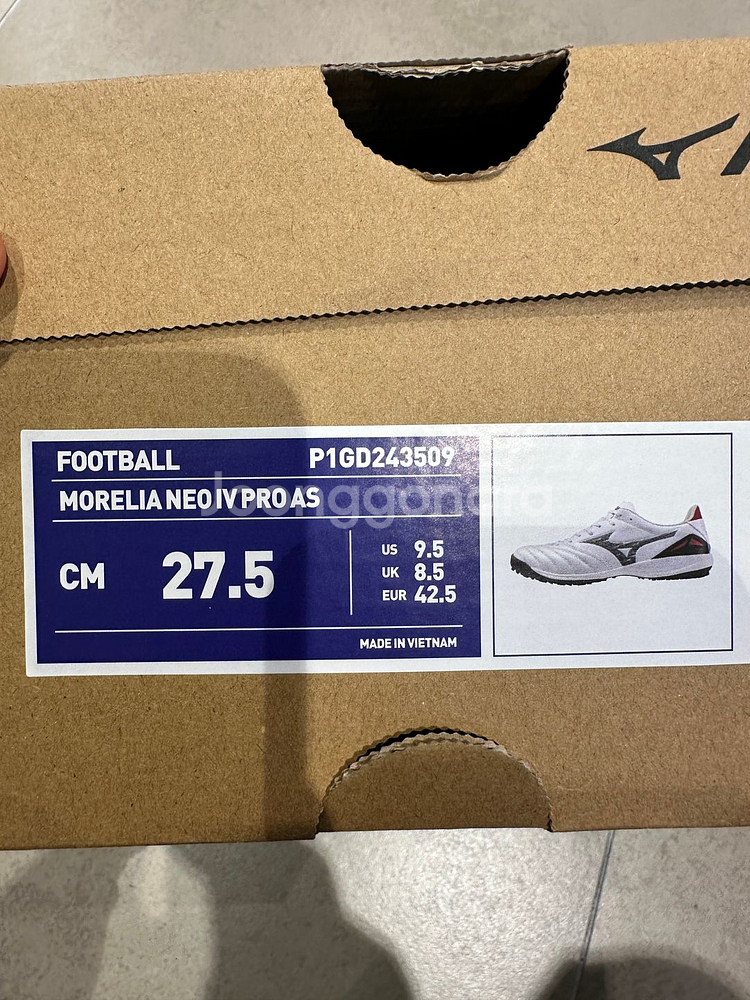 FOOTBALL P1GD243509
MORELIA NEO IV PRO AS
Joonggonara
CM 27.5
US 9.5
UK 8.5
EUR 42.5
MADE IN VIETNAM